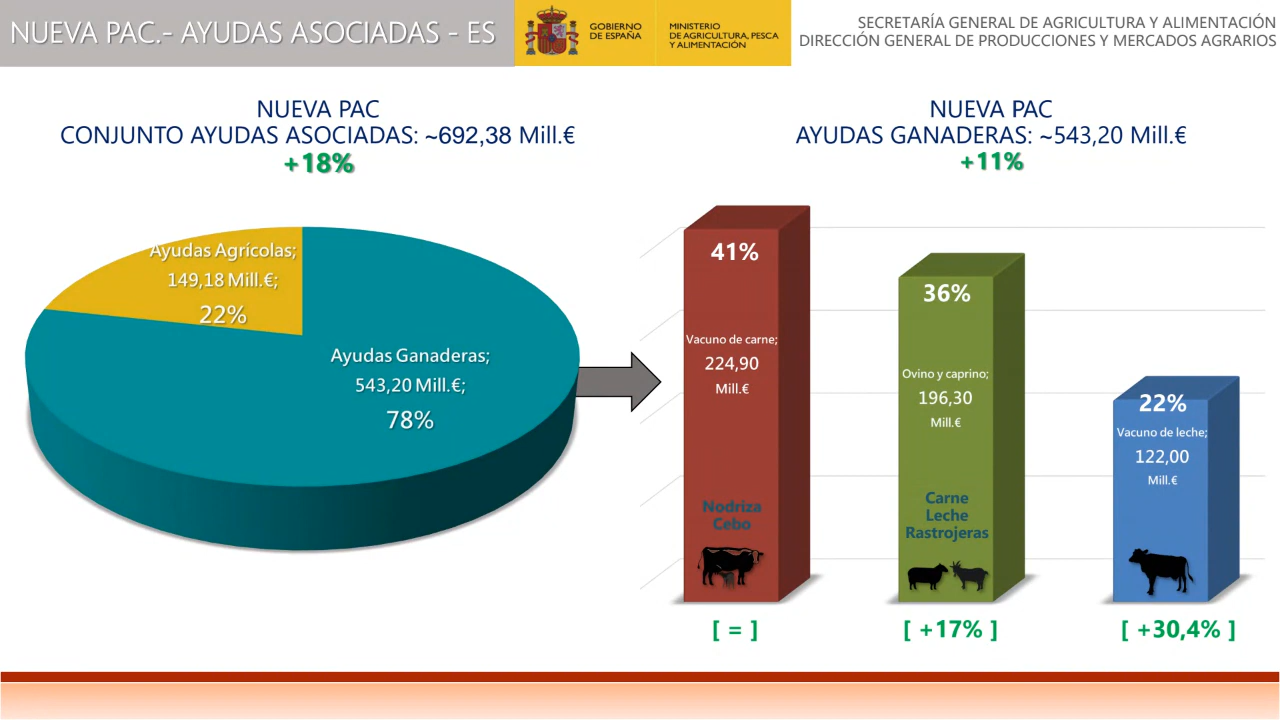 NUEVA PAC.- AYUDAS ASOCIADAS - ES
GOBIERNO
DE ESPAÑA
MINISTERIO
DE AGRICULTURA, PESCA
Y ALIMENTACIÓN
SECRETARÍA GENERAL DE AGRICULTURA Y ALIMENTACIÓN
DIRECCIÓN GENERAL DE PRODUCCIONES Y MERCADOS AGRARIOS
NUEVA PAC
CONJUNTO AYUDAS ASOCIADAS: ~692,38 Mill.€
+18%
Ayudas Agrícolas;
149,18 Mill.€;
22%
Ayudas Ganaderas;
543,20 Mill.€;
78%
NUEVA PAC
AYUDAS GANADERAS: ~543,20 Mill.€
+11%
41%
Vacuno de carne;
224,90
Mill.€
Nodriza
Cebo
[ = ]
36%
Ovino y caprino;
196,30
Mill.€
Carne
Leche
Rastrojeras
[ +17% ]
22%
Vacuno de leche;
122,00
Mill.€
[ +30,4% ]